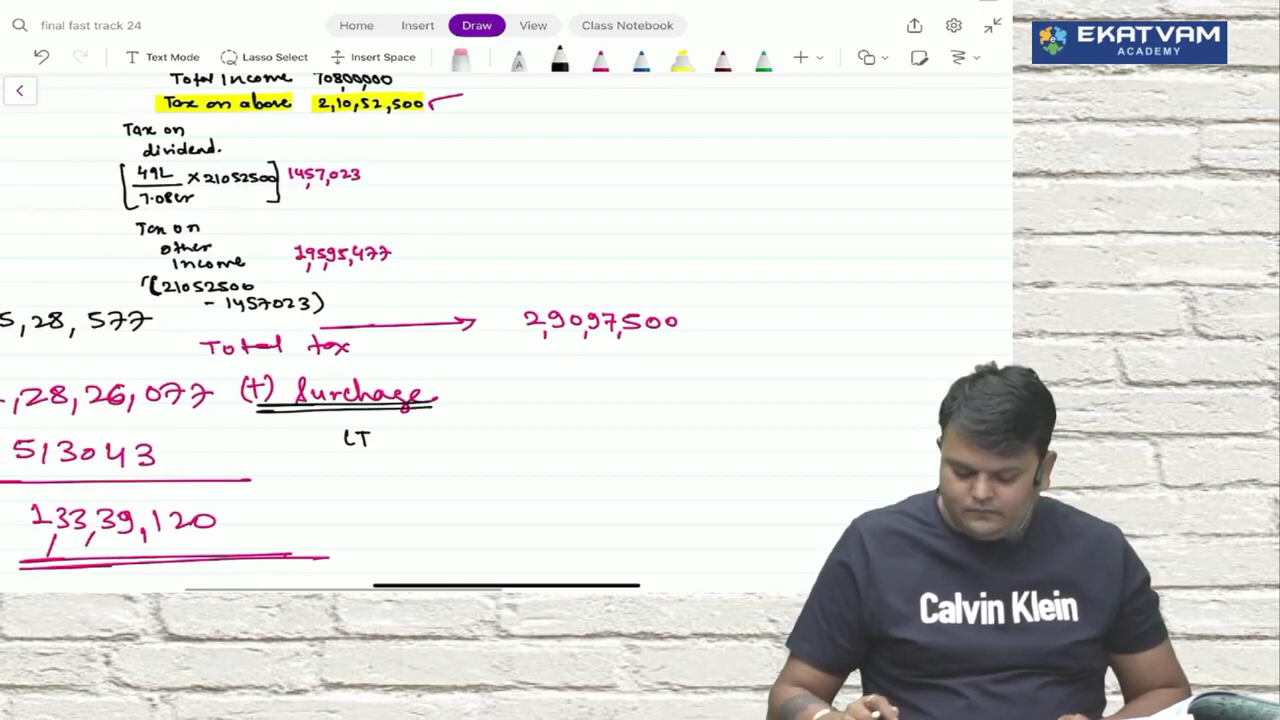 final fast track 24
Home Insert Draw View Class Notebook
Text Mode Lasso Select Insert Space
EKATVAM
ACADEMY
Total Income 70800000
Tax on above 2,10,52,500
Tax on
dividend.
[49L / 7.08cr × 21052500] 1457,023
Tax on
other
Income 19595,477
(21052500
- 1457023)
5,28,577
Total tax → 2,9097,500
,28,26,077 (+) Surchage
LT
513043
133,39,120
Calvin Klein